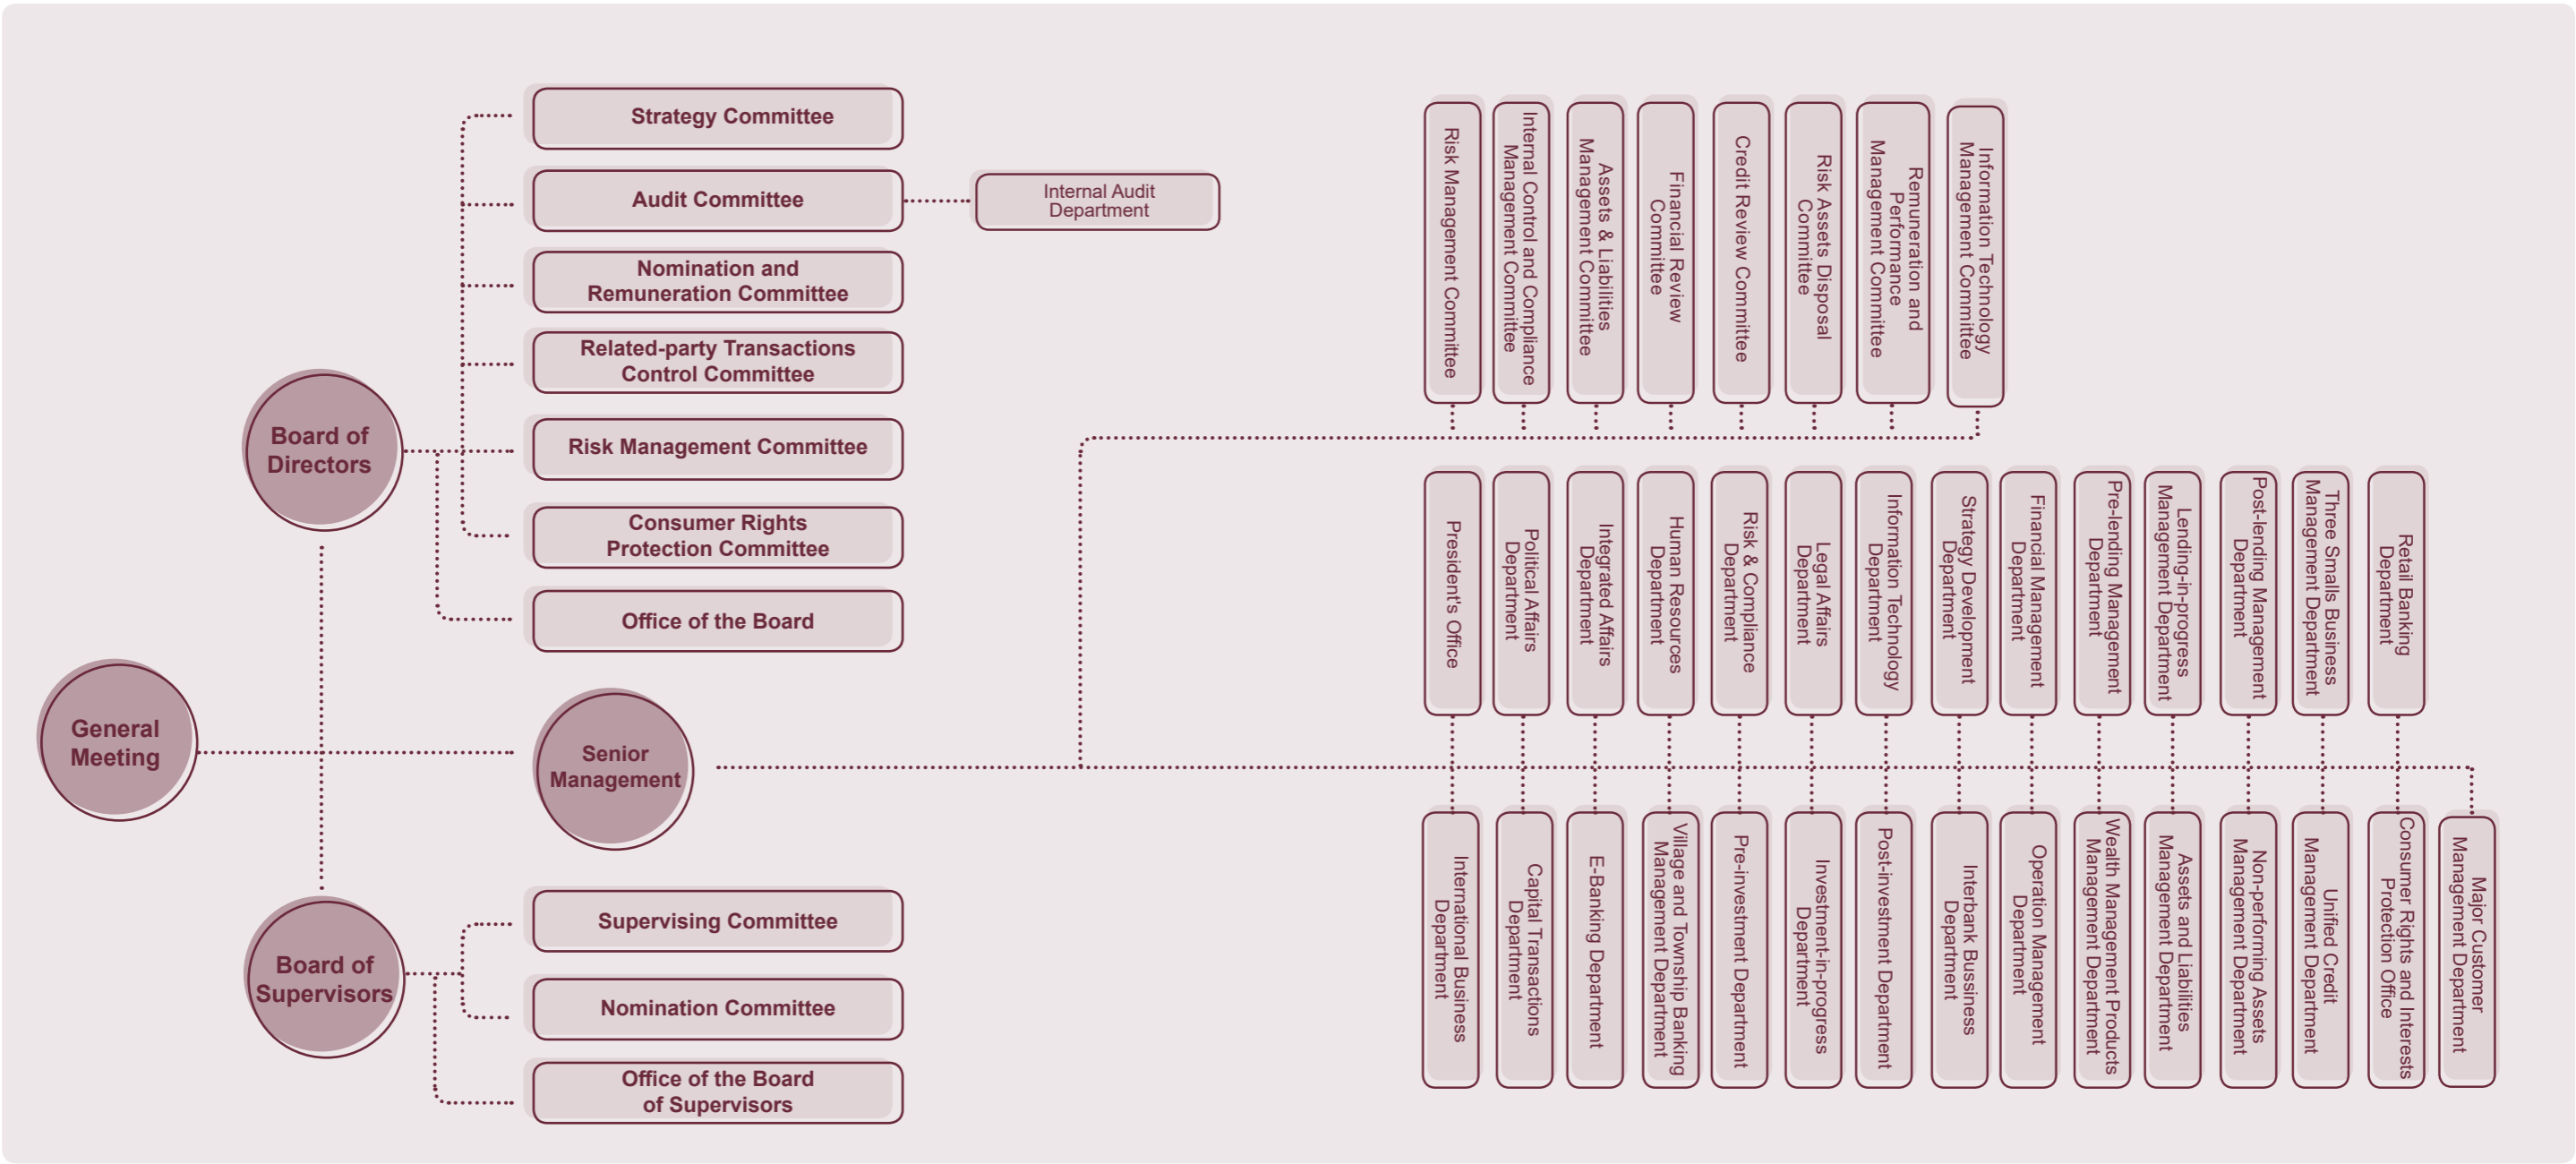 Strategy Committee
Audit Committee
Internal Audit
Department
Nomination and
Remuneration Committee
Related-party Transactions
Control Committee
Board of
Directors
Risk Management Committee
Consumer Rights
Protection Committee
Office of the Board
General
Meeting
Senior
Management
Board of
Supervisors
Supervising Committee
Nomination Committee
Office of the Board
of Supervisors
Risk Management Committee
Internal Control and Compliance
Management Committee
Assets & Liabilities
Management Committee
Financial Review
Committee
Credit Review Committee
Risk Assets Disposal
Committee
Remuneration and
Performance
Management Committee
Information Technology
Management Committee
President's Office
Political Affairs
Department
Integrated Affairs
Department
Human Resources
Department
Risk & Compliance
Department
Legal Affairs
Department
Information Technology
Department
Strategy Development
Department
Financial Management
Department
Pre-lending Management
Department
Lending-in-progress
Management Department
Post-lending Management
Department
Three Smalls Business
Management Department
Retail Banking
Department
International Business
Department
Capital Transactions
Department
E-Banking Department
Village and Township Banking
Management Department
Pre-investment Department
Investment-in-progress
Department
Post-investment Department
Interbank Business
Department
Operation Management
Department
Wealth Management Products
Management Department
Assets and Liabilities
Management Department
Non-performing Assets
Management Department
Unified Credit
Management Department
Consumer Rights and Interests
Protection Office
Major Customer
Management Department